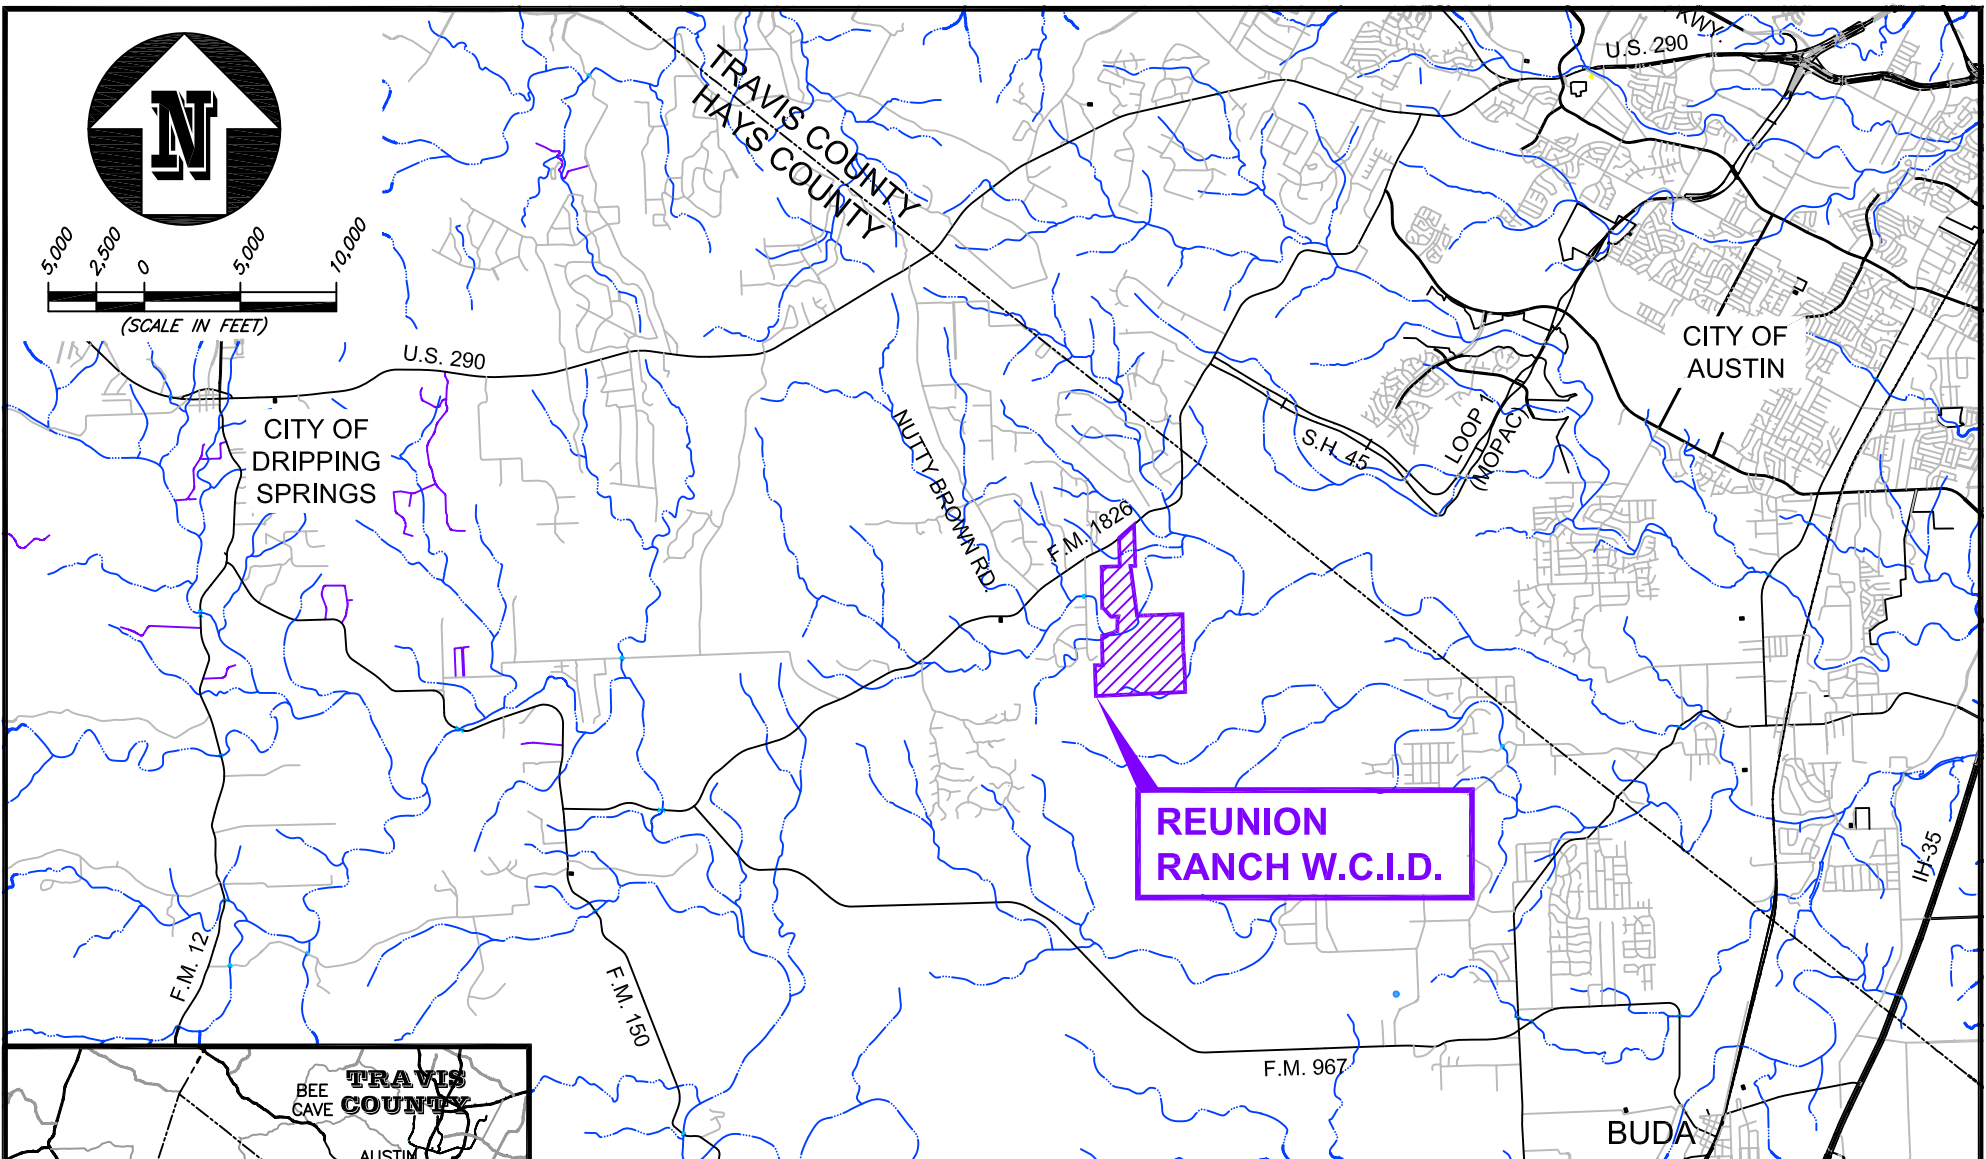 KWY.
U.S. 290
TRAVIS COUNTY
HAYS COUNTY
N
5,000
2,500
0
5,000
10,000
(SCALE IN FEET)
U.S. 290
CITY OF
AUSTIN
CITY OF
DRIPPING
SPRINGS
NUTTY BROWN RD.
S.H. 45
LOOP 1
(MOPAC)
F.M. 1826
REUNION
RANCH W.C.I.D.
IH-35
F.M. 12
F.M. 150
F.M. 967
BUDA
BEE
CAVE
TRAVIS
COUNTY
AUSTIN